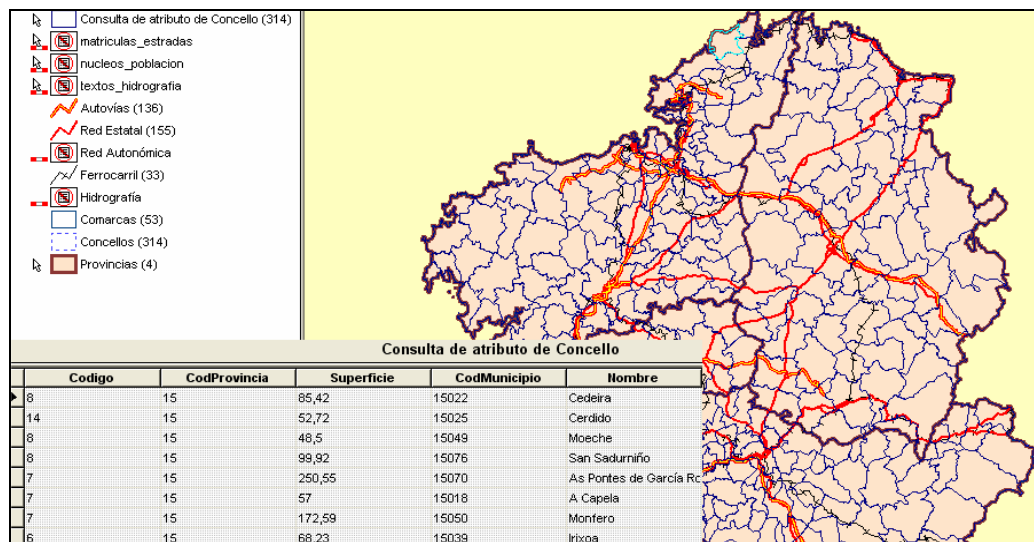 Consulta de atributo de Concello (314)
matriculas_estradas
nucleos_poblacion
textos_hidrografia
Autovías (136)
Red Estatal (155)
Red Autonómica
Ferrocarril (33)
Hidrografía
Comarcas (53)
Concellos (314)
Provincias (4)
Consulta de atributo de Concello
Codigo CodProvincia Superficie CodMunicipio Nombre
8 15 85,42 15022 Cedeira
14 15 52,72 15025 Cerdido
8 15 48,5 15049 Moeche
8 15 99,92 15076 San Sadurniño
7 15 250,55 15070 As Pontes de García Ro
7 15 57 15018 A Capela
7 15 172,59 15050 Monfero
6 15 68,23 15039 Irixoa